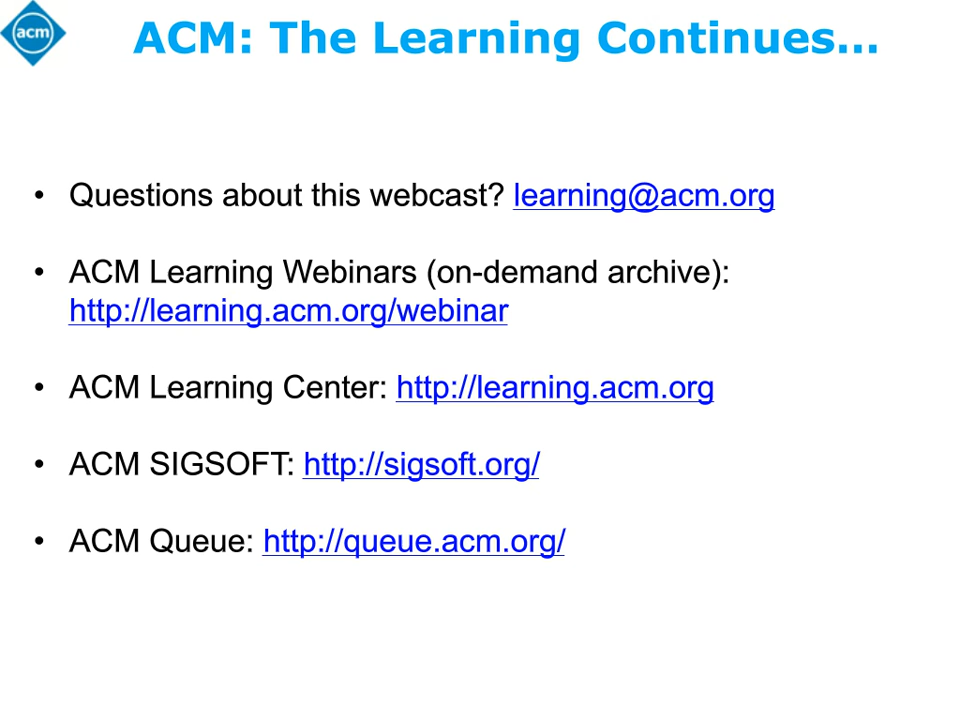 acm
ACM: The Learning Continues...
• Questions about this webcast? learning@acm.org
• ACM Learning Webinars (on-demand archive):
http://learning.acm.org/webinar
• ACM Learning Center: http://learning.acm.org
• ACM SIGSOFT: http://sigsoft.org/
• ACM Queue: http://queue.acm.org/